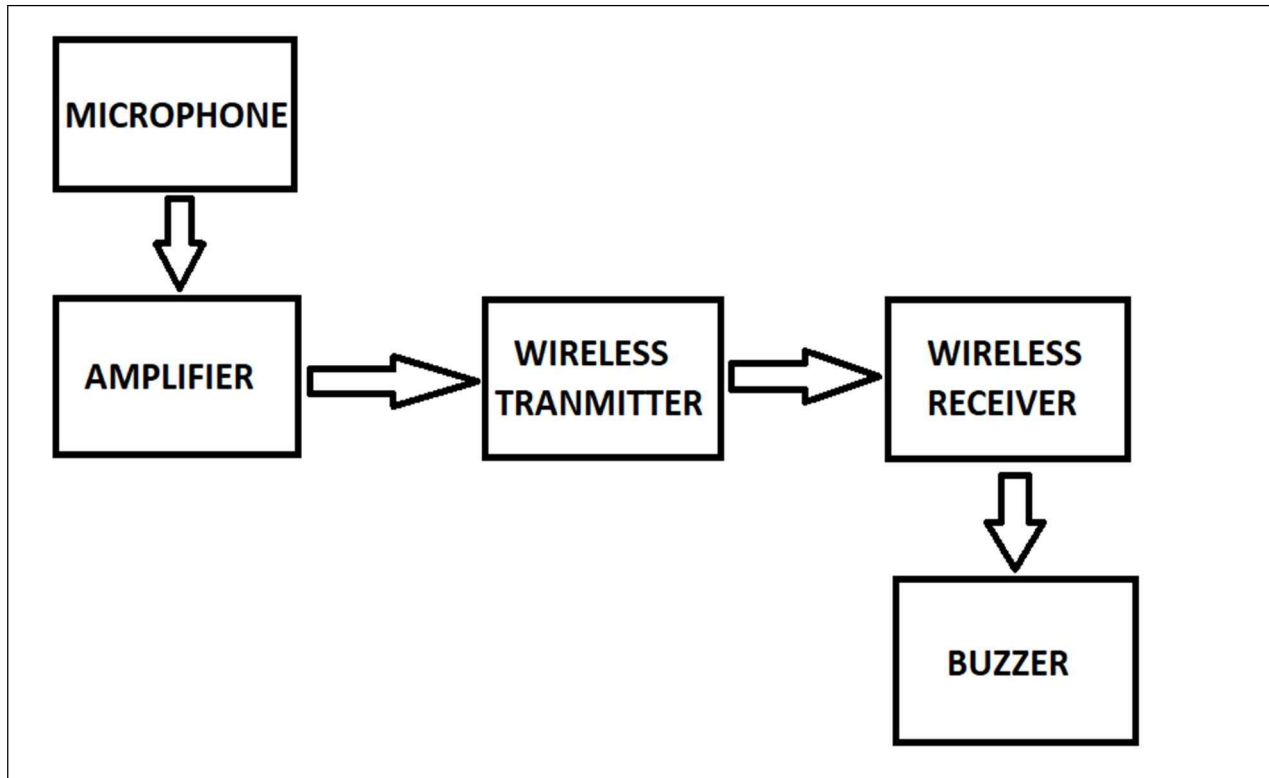 MICROPHONE
AMPLIFIER
WIRELESS
TRANMITTER
WIRELESS
RECEIVER
BUZZER